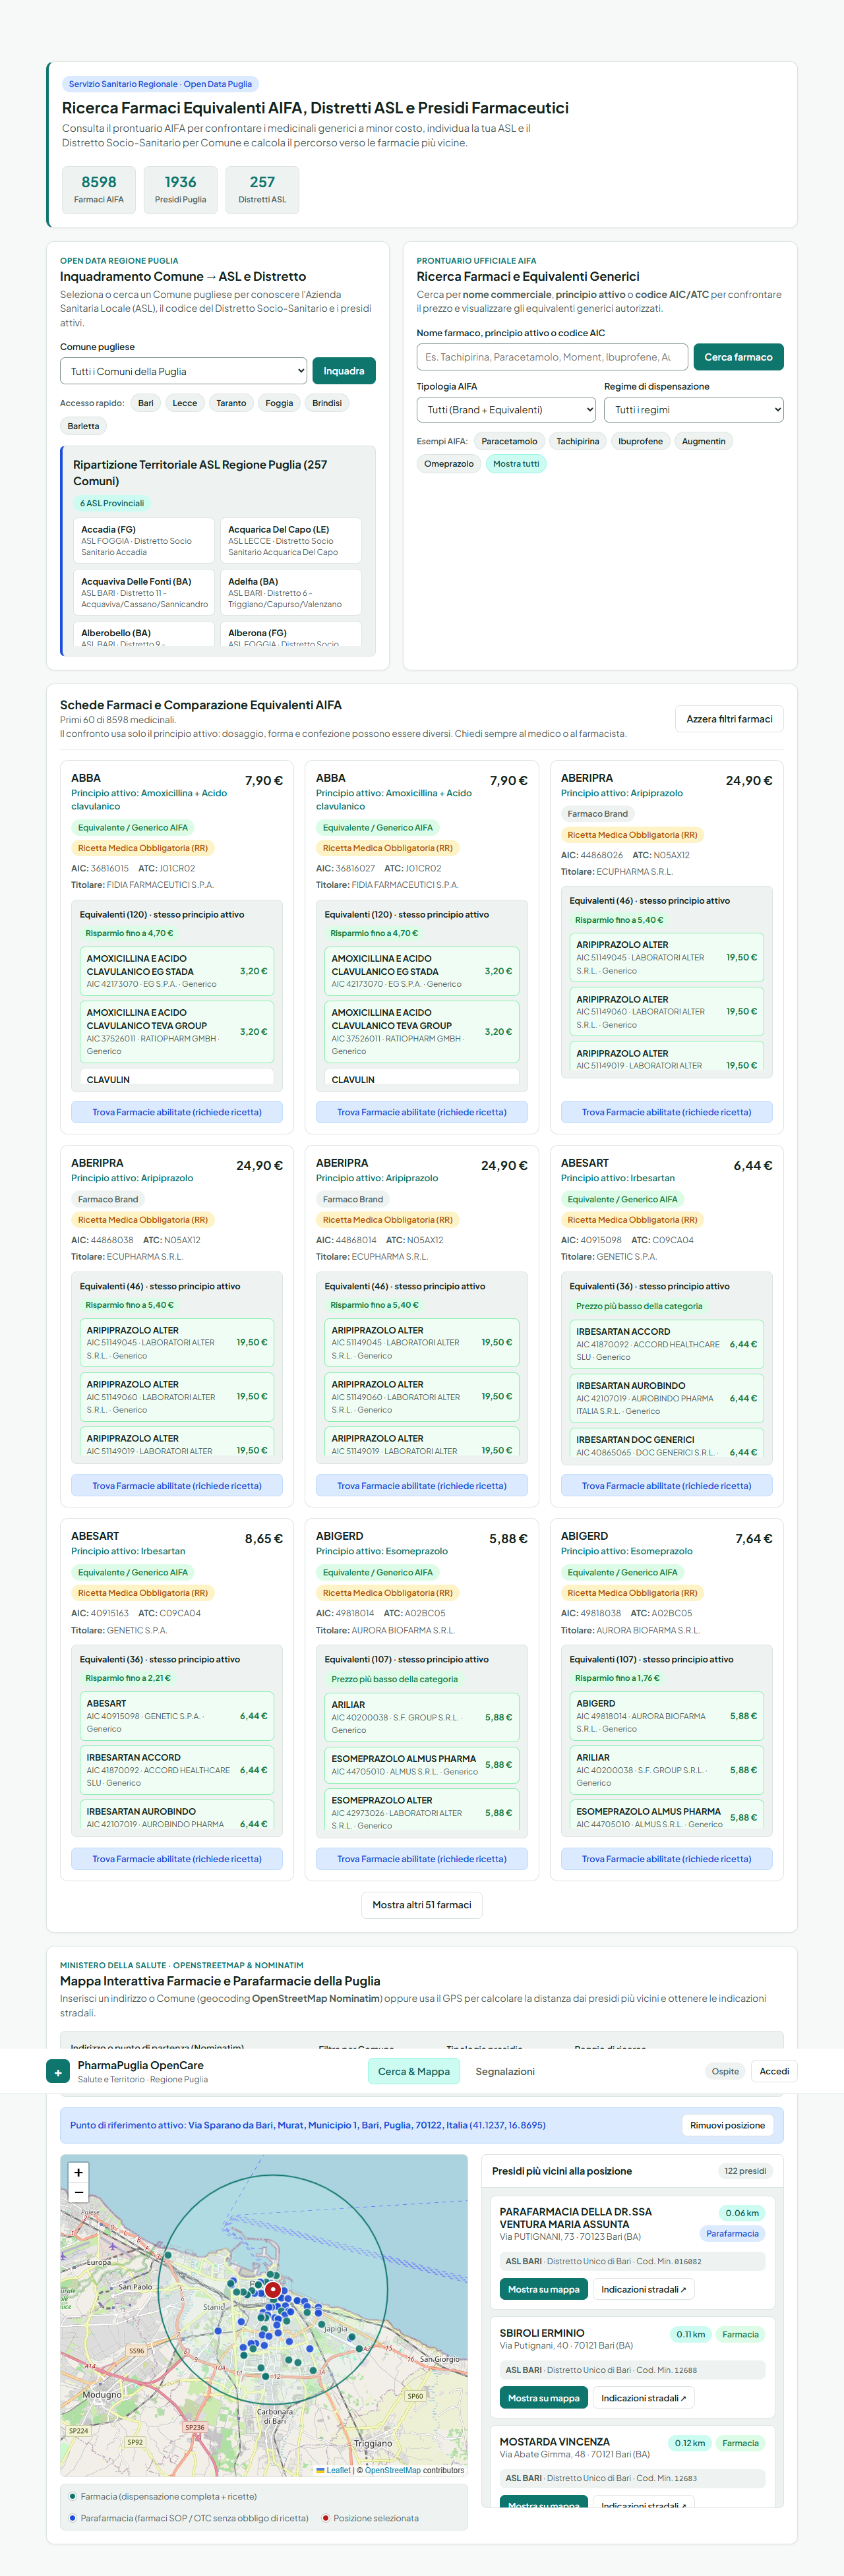 Servizio Sanitario Regionale · Open Data Puglia
Ricerca Farmaci Equivalenti AIFA, Distretti ASL e Presidi Farmaceutici
Consulta il prontuario AIFA per confrontare i medicinali generici a minor costo, individua la tua ASL e il
Distretto Socio-Sanitario per Comune e calcola il percorso verso le farmacie più vicine.
8598
Farmaci AIFA
1936
Presidi Puglia
257
Distretti ASL
OPEN DATA REGIONE PUGLIA
Inquadramento Comune → ASL e Distretto
Seleziona o cerca un Comune pugliese per conoscere l'Azienda
Sanitaria Locale (ASL), il codice del Distretto Socio-Sanitario e i presidi
attivi.
Comune pugliese
Tutti i Comuni della Puglia
Inquadra
Accesso rapido: Bari Lecce Taranto Foggia Brindisi
Barletta
Ripartizione Territoriale ASL Regione Puglia (257
Comuni)
6 ASL Provinciali
Accadia (FG)
ASL FOGGIA · Distretto Socio
Sanitario Accadia
Acquarica Del Capo (LE)
ASL LECCE · Distretto Socio
Sanitario Acquarica Del Capo
Acquaviva Delle Fonti (BA)
ASL BARI · Distretto 11 -
Acquaviva/Cassano/Sannicandro
Adelfia (BA)
ASL BARI · Distretto 6 -
Triggiano/Capurso/Valenzano
Alberobello (BA)
ASL BARI · Distretto 9 -
Alberona (FG)
ASL FOGGIA · Distretto Socio
PRONTUARIO UFFICIALE AIFA
Ricerca Farmaci e Equivalenti Generici
Cerca per nome commerciale, principio attivo o codice AIC/ATC per confrontare
il prezzo e visualizzare gli equivalenti generici autorizzati.
Nome farmaco, principio attivo o codice AIC
Es. Tachipirina, Paracetamolo, Moment, Ibuprofene, Au
Cerca farmaco
Tipologia AIFA
Tutti (Brand + Equivalenti)
Regime di dispensazione
Tutti i regimi
Esempi AIFA: Paracetamolo Tachipirina Ibuprofene Augmentin
Omeprazolo Mostra tutti
Schede Farmaci e Comparazione Equivalenti AIFA
Primi 60 di 8598 medicinali.
Il confronto usa solo il principio attivo: dosaggio, forma e confezione possono essere diversi. Chiedi sempre al medico o al farmacista.
Azzera filtri farmaci
ABBA
7,90 €
Principio attivo: Amoxicillina + Acido
clavulanico
Equivalente / Generico AIFA
Ricetta Medica Obbligatoria (RR)
AIC: 36816015 ATC: J01CR02
Titolare: FIDIA FARMACEUTICI S.P.A.
Equivalenti (120) · stesso principio attivo
Risparmio fino a 4,70 €
AMOXICILLINA E ACIDO
CLAVULANICO EG STADA
AIC 42173070 · EG S.P.A. · Generico
3,20 €
AMOXICILLINA E ACIDO
CLAVULANICO TEVA GROUP
AIC 37526011 · RATIOPHARM GMBH ·
Generico
3,20 €
CLAVULIN
Trova Farmacie abilitate (richiede ricetta)
ABBA
7,90 €
Principio attivo: Amoxicillina + Acido
clavulanico
Equivalente / Generico AIFA
Ricetta Medica Obbligatoria (RR)
AIC: 36816027 ATC: J01CR02
Titolare: FIDIA FARMACEUTICI S.P.A.
Equivalenti (120) · stesso principio attivo
Risparmio fino a 4,70 €
AMOXICILLINA E ACIDO
CLAVULANICO EG STADA
AIC 42173070 · EG S.P.A. · Generico
3,20 €
AMOXICILLINA E ACIDO
CLAVULANICO TEVA GROUP
AIC 37526011 · RATIOPHARM GMBH ·
Generico
3,20 €
CLAVULIN
Trova Farmacie abilitate (richiede ricetta)
ABERIPRA
24,90 €
Principio attivo: Aripiprazolo
Farmaco Brand
Ricetta Medica Obbligatoria (RR)
AIC: 44868026 ATC: N05AX12
Titolare: ECUPHARMA S.R.L.
Equivalenti (46) · stesso principio attivo
Risparmio fino a 5,40 €
ARIPIPRAZOLO ALTER
AIC 51149045 · LABORATORI ALTER
S.R.L. · Generico
19,50 €
ARIPIPRAZOLO ALTER
AIC 51149060 · LABORATORI ALTER
S.R.L. · Generico
19,50 €
ARIPIPRAZOLO ALTER
AIC 51149019 · LABORATORI ALTER
19,50 €
Trova Farmacie abilitate (richiede ricetta)
ABERIPRA
24,90 €
Principio attivo: Aripiprazolo
Farmaco Brand
Ricetta Medica Obbligatoria (RR)
AIC: 44868038 ATC: N05AX12
Titolare: ECUPHARMA S.R.L.
Equivalenti (46) · stesso principio attivo
Risparmio fino a 5,40 €
ARIPIPRAZOLO ALTER
AIC 51149045 · LABORATORI ALTER
S.R.L. · Generico
19,50 €
ARIPIPRAZOLO ALTER
AIC 51149060 · LABORATORI ALTER
S.R.L. · Generico
19,50 €
ARIPIPRAZOLO ALTER
AIC 51149019 · LABORATORI ALTER
19,50 €
Trova Farmacie abilitate (richiede ricetta)
ABERIPRA
24,90 €
Principio attivo: Aripiprazolo
Farmaco Brand
Ricetta Medica Obbligatoria (RR)
AIC: 44868014 ATC: N05AX12
Titolare: ECUPHARMA S.R.L.
Equivalenti (46) · stesso principio attivo
Risparmio fino a 5,40 €
ARIPIPRAZOLO ALTER
AIC 51149045 · LABORATORI ALTER
S.R.L. · Generico
19,50 €
ARIPIPRAZOLO ALTER
AIC 51149060 · LABORATORI ALTER
S.R.L. · Generico
19,50 €
ARIPIPRAZOLO ALTER
AIC 51149019 · LABORATORI ALTER
19,50 €
Trova Farmacie abilitate (richiede ricetta)
ABESART
6,44 €
Principio attivo: Irbesartan
Equivalente / Generico AIFA
Ricetta Medica Obbligatoria (RR)
AIC: 40915098 ATC: C09CA04
Titolare: GENETIC S.P.A.
Equivalenti (36) · stesso principio attivo
Prezzo più basso della categoria
IRBESARTAN ACCORD
AIC 41870092 · ACCORD HEALTHCARE
SLU · Generico
6,44 €
IRBESARTAN AUROBINDO
AIC 42107019 · AUROBINDO PHARMA
ITALIA S.R.L. · Generico
6,44 €
IRBESARTAN DOC GENERICI
AIC 40865065 · DOC GENERICI S.R.L. ·
6,44 €
Trova Farmacie abilitate (richiede ricetta)
ABESART
8,65 €
Principio attivo: Irbesartan
Equivalente / Generico AIFA
Ricetta Medica Obbligatoria (RR)
AIC: 40915163 ATC: C09CA04
Titolare: GENETIC S.P.A.
Equivalenti (36) · stesso principio attivo
Risparmio fino a 2,21 €
ABESART
AIC 40915098 · GENETIC S.P.A. ·
Generico
6,44 €
IRBESARTAN ACCORD
AIC 41870092 · ACCORD HEALTHCARE
SLU · Generico
6,44 €
IRBESARTAN AUROBINDO
AIC 42107019 · AUROBINDO PHARMA
6,44 €
Trova Farmacie abilitate (richiede ricetta)
ABIGERD
5,88 €
Principio attivo: Esomeprazolo
Equivalente / Generico AIFA
Ricetta Medica Obbligatoria (RR)
AIC: 49818014 ATC: A02BC05
Titolare: AURORA BIOFARMA S.R.L.
Equivalenti (107) · stesso principio attivo
Prezzo più basso della categoria
ARILIAR
AIC 40200038 · S.F. GROUP S.R.L. ·
Generico
5,88 €
ESOMEPRAZOLO ALMUS PHARMA
AIC 44705010 · ALMUS S.R.L. · Generico
5,88 €
ESOMEPRAZOLO ALTER
AIC 42973026 · LABORATORI ALTER
S.R.L. · Generico
5,88 €
Trova Farmacie abilitate (richiede ricetta)
ABIGERD
7,64 €
Principio attivo: Esomeprazolo
Equivalente / Generico AIFA
Ricetta Medica Obbligatoria (RR)
AIC: 49818038 ATC: A02BC05
Titolare: AURORA BIOFARMA S.R.L.
Equivalenti (107) · stesso principio attivo
Risparmio fino a 1,76 €
ABIGERD
AIC 49818014 · AURORA BIOFARMA
S.R.L. · Generico
5,88 €
ARILIAR
AIC 40200038 · S.F. GROUP S.R.L. ·
Generico
5,88 €
ESOMEPRAZOLO ALMUS PHARMA
AIC 44705010 · ALMUS S.R.L. · Generico
5,88 €
Trova Farmacie abilitate (richiede ricetta)
Mostra altri 51 farmaci
MINISTERO DELLA SALUTE · OPENSTREETMAP & NOMINATIM
Mappa Interattiva Farmacie e Parafarmacie della Puglia
Inserisci un indirizzo o Comune (geocoding OpenStreetMap Nominatim) oppure usa il GPS per calcolare la distanza dai presidi più vicini e ottenere le indicazioni
stradali.
Indirizzo o punto di partenza (Nominatim)
PharmaPuglia OpenCare
Salute e Territorio · Regione Puglia
Cerca & Mappa
Segnalazioni
Ospite
Accedi
Punto di riferimento attivo: Via Sparano da Bari, Murat, Municipio 1, Bari, Puglia, 70122, Italia (41.1237, 16.8695)
Rimuovi posizione
+
−
Palese
Europa
San Paolo
Stanic
Japigia
SS96
A14
San Giorgio
Modugno
Carbonara
di Bari
SP60
SP224
SP236
SP92
Triggiano
Leaflet | © OpenStreetMap contributors
Farmacia (dispensazione completa + ricette)
Parafarmacia (farmaci SOP / OTC senza obbligo di ricetta)
Posizione selezionata
Presidi più vicini alla posizione
122 presidi
PARAFARMACIA DELLA DR.SSA
VENTURA MARIA ASSUNTA
Via PUTIGNANI, 73 · 70123 Bari (BA)
0.06 km
Parafarmacia
ASL BARI · Distretto Unico di Bari · Cod. Min. 016082
Mostra su mappa
Indicazioni stradali ↗
SBIROLI ERMINIO
Via Putignani, 40 · 70121 Bari (BA)
0.11 km
Farmacia
ASL BARI · Distretto Unico di Bari · Cod. Min. 12688
Mostra su mappa
Indicazioni stradali ↗
MOSTARDA VINCENZA
Via Abate Gimma, 48 · 70121 Bari (BA)
0.12 km
Farmacia
ASL BARI · Distretto Unico di Bari · Cod. Min. 12683
Mostra su mappa
Indicazioni stradali ↗